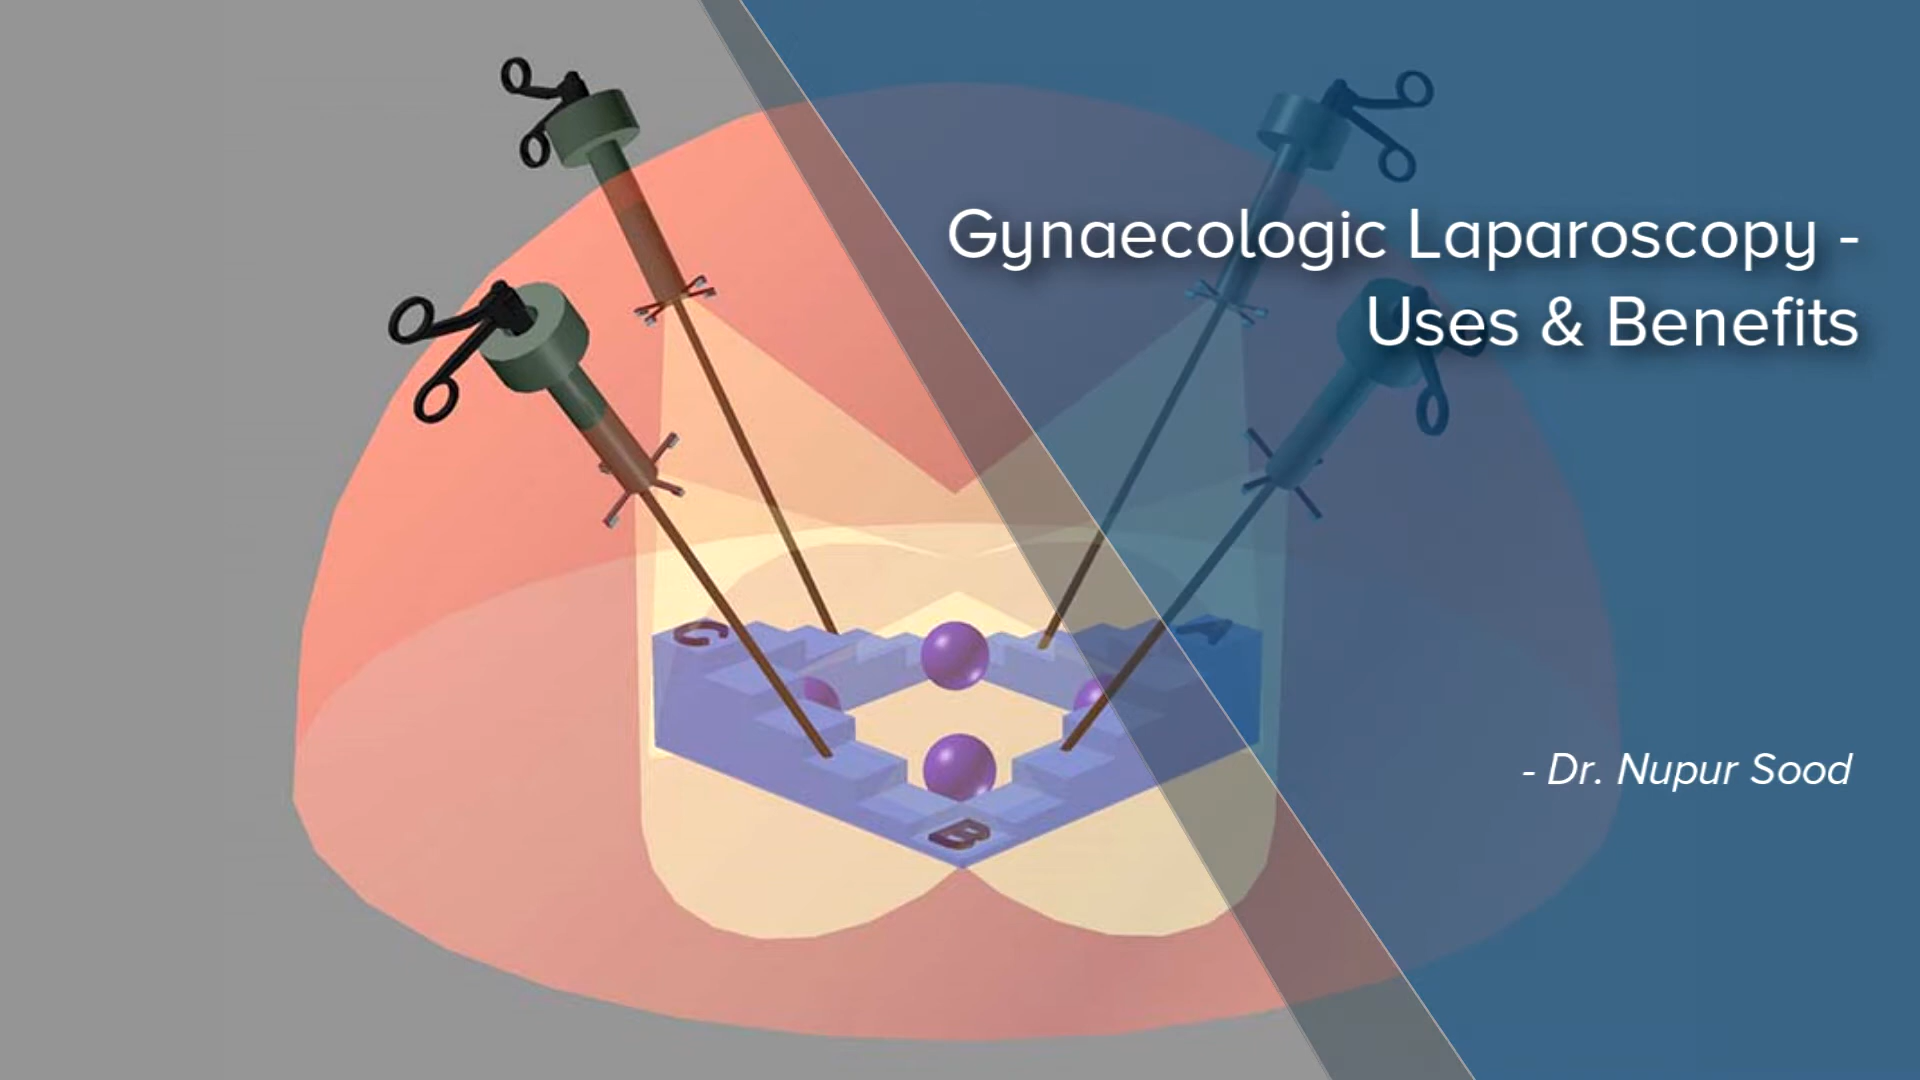 Gynaecologic Laparoscopy -
Uses & Benefits
- Dr. Nupur Sood
C
A
B